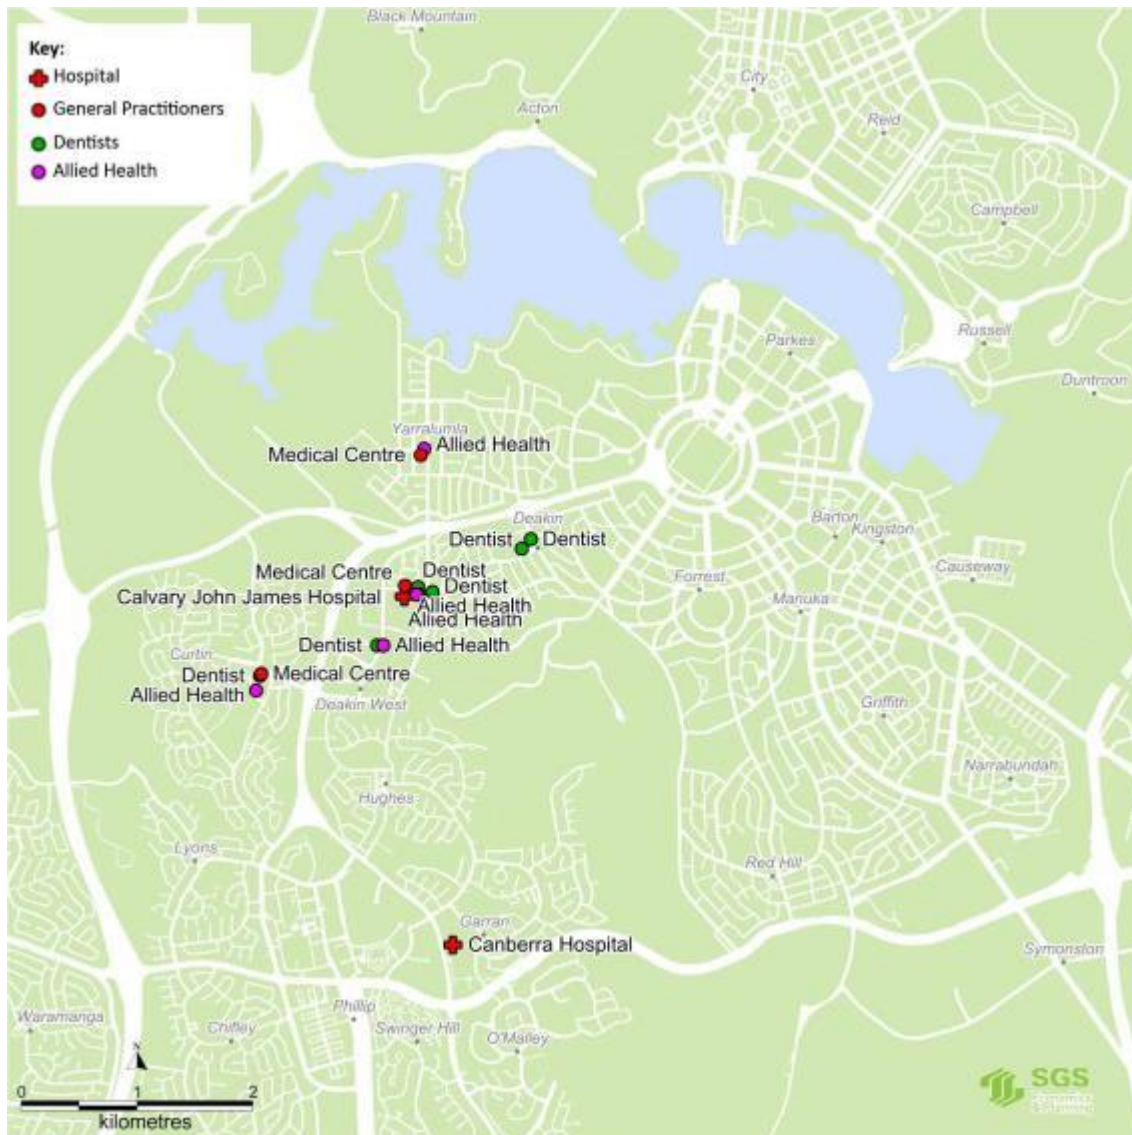 Black Mountain
Key:
Hospital
General Practitioners
Dentists
Allied Health
City
Acton
Reid
Campbell
Russell
Parkes
Duntroon
Yarralumla
Allied Health
Medical Centre
Deakin
Dentist
Dentist
Barton
Kingston
Medical Centre
Dentist
Dentist
Causeway
Forrest
Calvary John James Hospital
Allied Health
Manuka
Allied Health
Dentist
Allied Health
Curtin
Dentist
Medical Centre
Allied Health
Deakin West
Griffith
Narrabundah
Hughes
Lyons
Red Hill
Garran
Canberra Hospital
Symonston
Phillip
Waramanga
Chifley
Swinger Hill
O'Malley
N
0 1 2
kilometres
SGS
Economics
& Planning